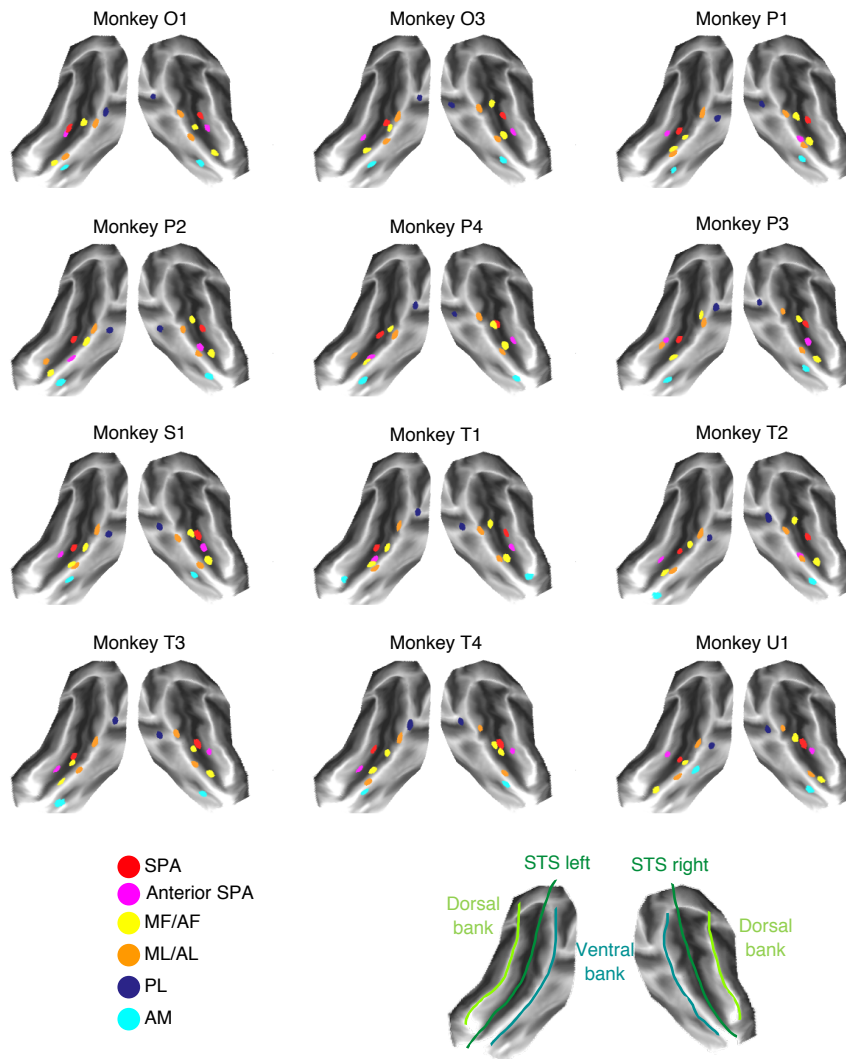 Monkey O1
Monkey O3
Monkey P1
Monkey P2
Monkey P4
Monkey P3
Monkey S1
Monkey T1
Monkey T2
Monkey T3
Monkey T4
Monkey U1
SPA
Anterior SPA
MF/AF
ML/AL
PL
AM
STS left
STS right
Dorsal
bank
Ventral
bank
Dorsal
bank